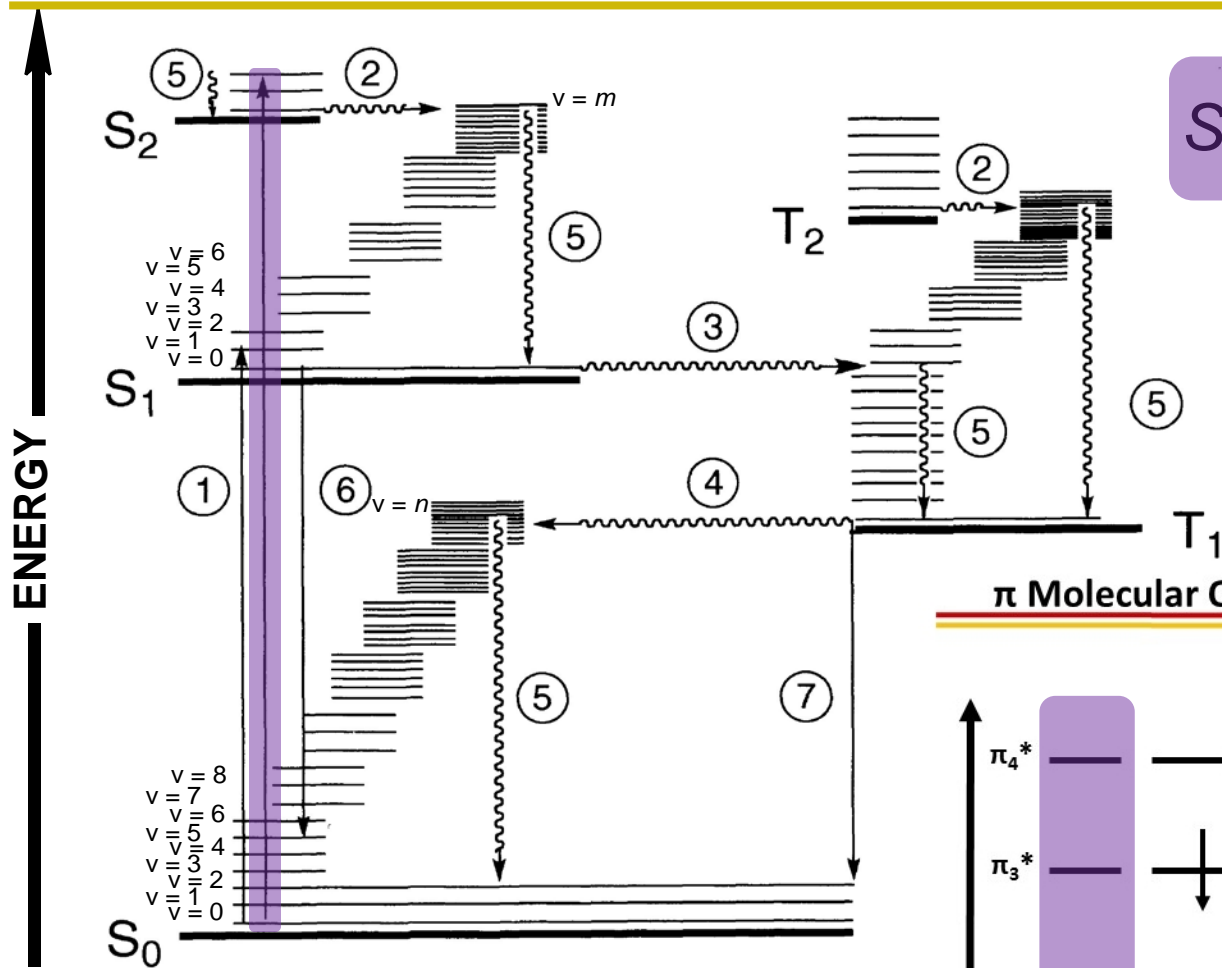 5
2
v = m
S
S2
2
T2
5
v = 6
v = 5
v = 4
v = 3
v = 2
v = 1
v = 0
3
S1
5
5
ENERGY
1
6
v = n
4
T1
π Molecular
5
7
π4*
v = 8
v = 7
v = 6
v = 5
v = 4
v = 3
v = 2
v = 1
v = 0
π3*
S0